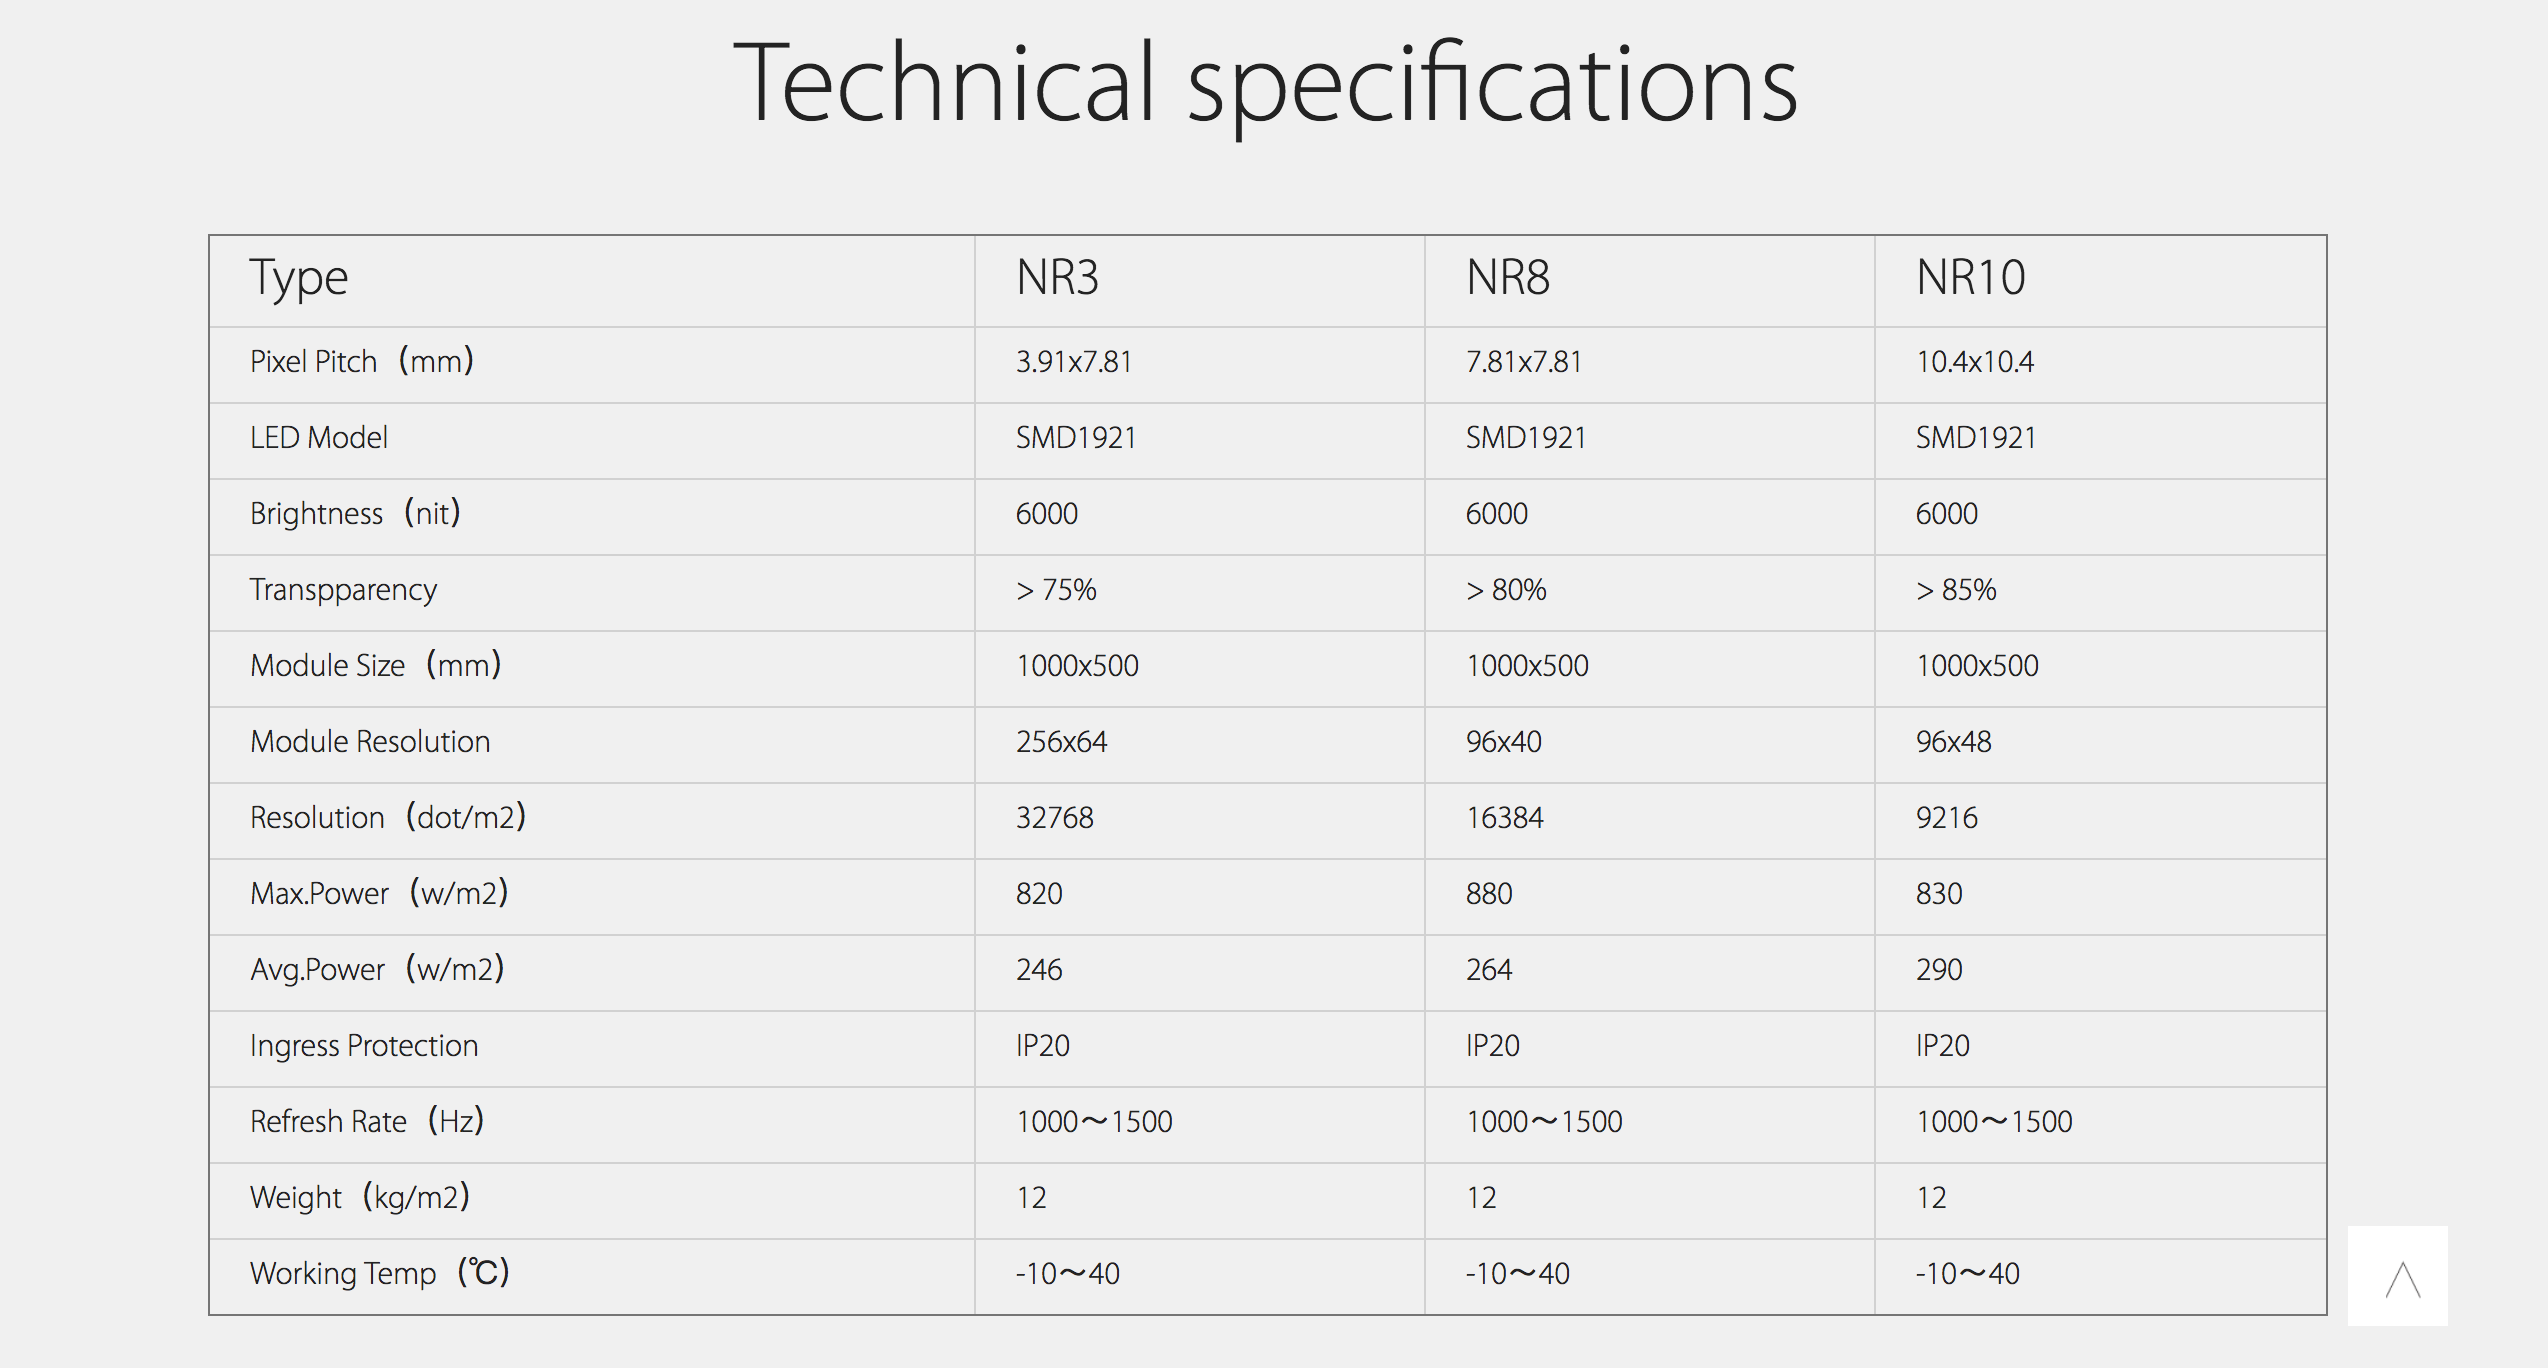 Technical specifications
Type NR3 NR8 NR10
Pixel Pitch（mm） 3.91x7.81 7.81x7.81 10.4x10.4
LED Model SMD1921 SMD1921 SMD1921
Brightness（nit） 6000 6000 6000
Transpparency > 75% > 80% > 85%
Module Size（mm） 1000x500 1000x500 1000x500
Module Resolution 256x64 96x40 96x48
Resolution（dot/m2） 32768 16384 9216
Max.Power（w/m2） 820 880 830
Avg.Power（w/m2） 246 264 290
Ingress Protection IP20 IP20 IP20
Refresh Rate（Hz） 1000～1500 1000～1500 1000～1500
Weight（kg/m2） 12 12 12
Working Temp（℃） -10～40 -10～40 -10～40